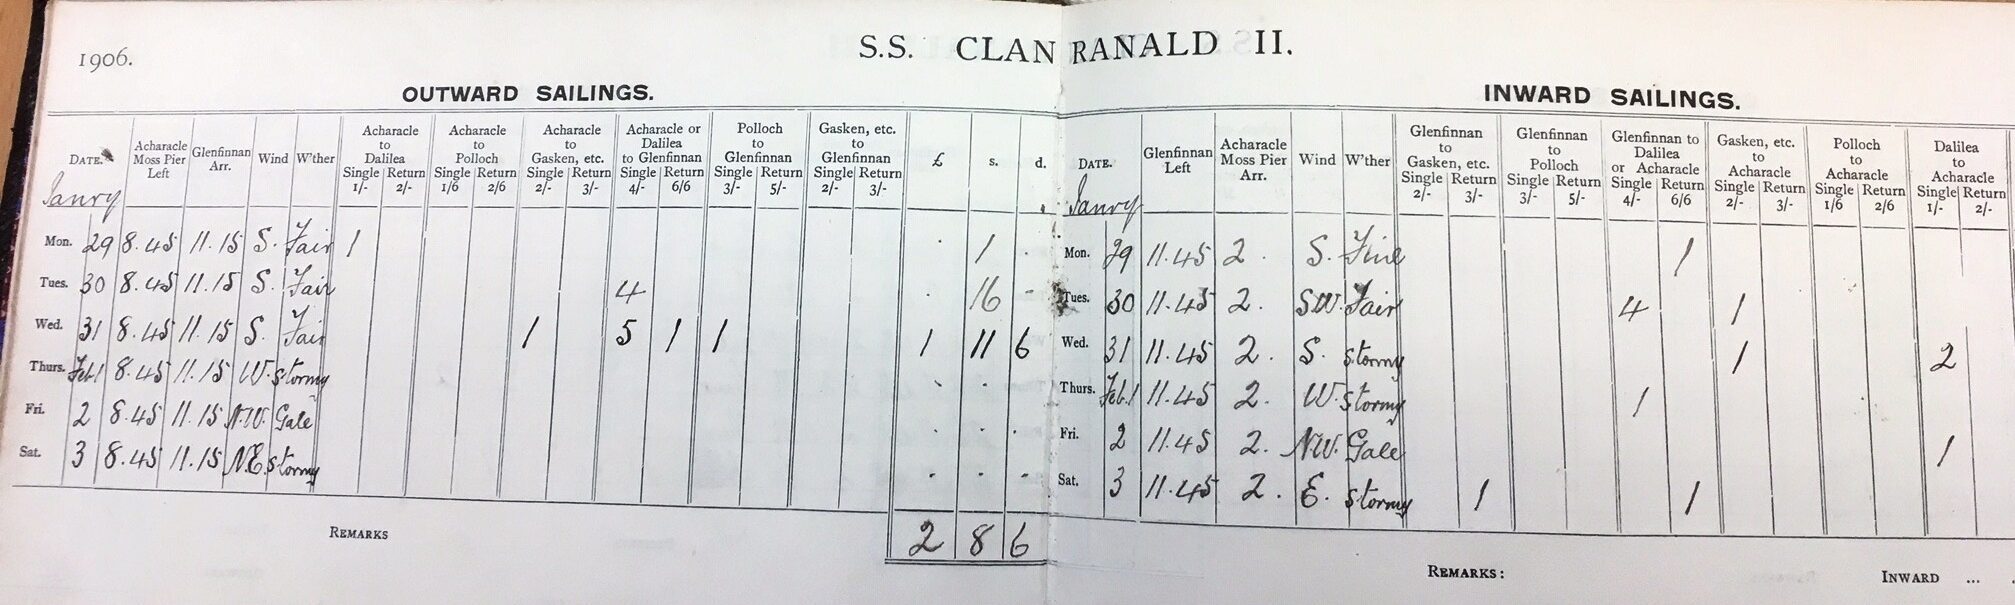 1906.
S.S. CLAN RANALD II.
OUTWARD SAILINGS.
DATE. Acharacle Moss Pier Left Glenfinnan Arr. Wind W'ther Acharacle to Dalilea Single 1/- Return 2/- Acharacle to Polloch Single 1/6 Return 2/6 Acharacle to Gasken, etc. Single 2/- Return 3/- Acharacle or Dalilea to Glenfinnan Single 4/- Return 6/6 Polloch to Glenfinnan Single 3/- Return 5/- Gasken, etc. to Glenfinnan Single 2/- Return 3/- £ s. d.
Janry
Mon. 29 8.45 11.15 S. Fair 1 . 1 .
Tues. 30 8.45 11.15 S. Fair 4 . 16 -
Wed. 31 8.45 11.15 S. Fair 1 5 1 1 1 11 6
Thurs. Feb. 1 8.45 11.15 W. Stormy . . .
Fri. 2 8.45 11.15 N.W. Gale . . .
Sat. 3 8.45 11.15 N.E. stormy . . .
2 8 6
REMARKS
INWARD SAILINGS.
DATE. Glenfinnan Left Acharacle Moss Pier Arr. Wind W'ther Glenfinnan to Gasken, etc. Single 2/- Return 3/- Glenfinnan to Polloch Single 3/- Return 5/- Glenfinnan to Dalilea or Acharacle Single 4/- Return 6/6 Gasken, etc. to Acharacle Single 2/- Return 3/- Polloch to Acharacle Single 1/6 Return 2/6 Dalilea to Acharacle Single 1/- Return 2/-
Janry
Mon. 29 11.45 2. S. Fine 1
Tues. 30 11.45 2. SW. Fair 4 1
Wed. 31 11.45 2. S. stormy 1 2
Thurs. Feb. 1 11.45 2. W. stormy 1
Fri. 2 11.45 2. N.W. Gale 1
Sat. 3 11.45 2. E. stormy 1 1
REMARKS:
INWARD ...